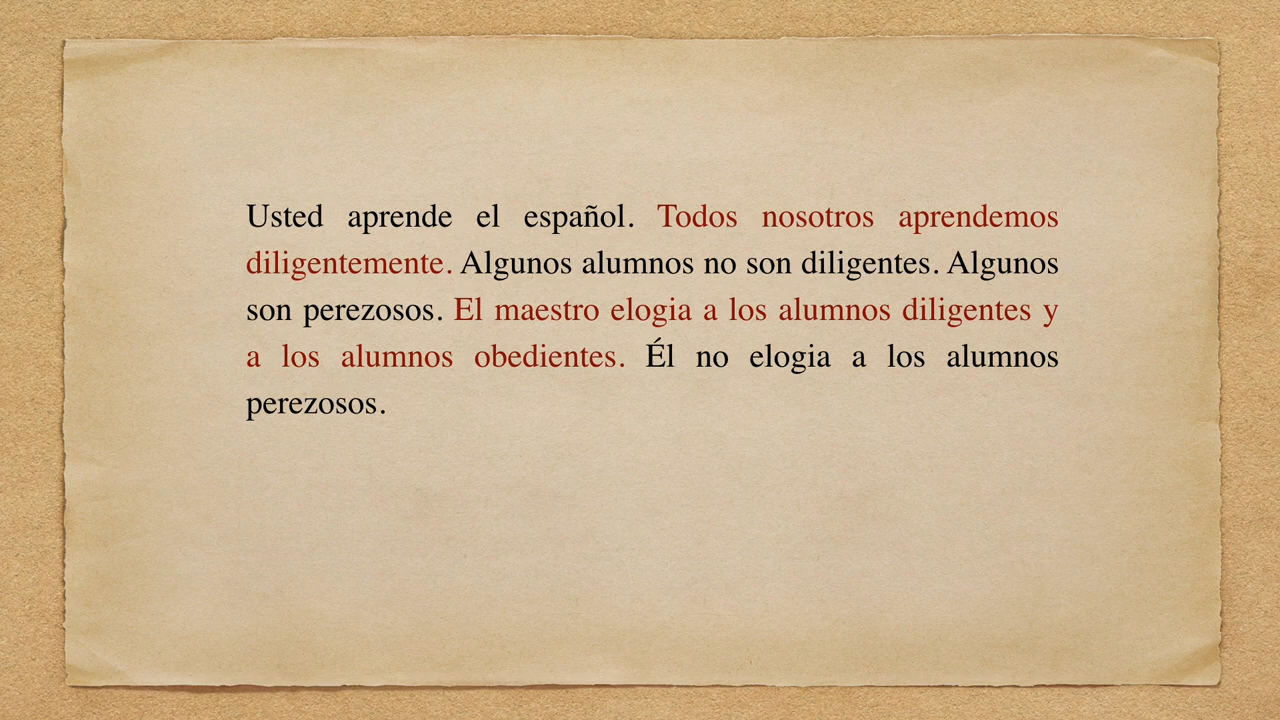 Usted aprende el español. Todos nosotros aprendemos
diligentemente. Algunos alumnos no son diligentes. Algunos
son perezosos. El maestro elogia a los alumnos diligentes y
a los alumnos obedientes. Él no elogia a los alumnos
perezosos.